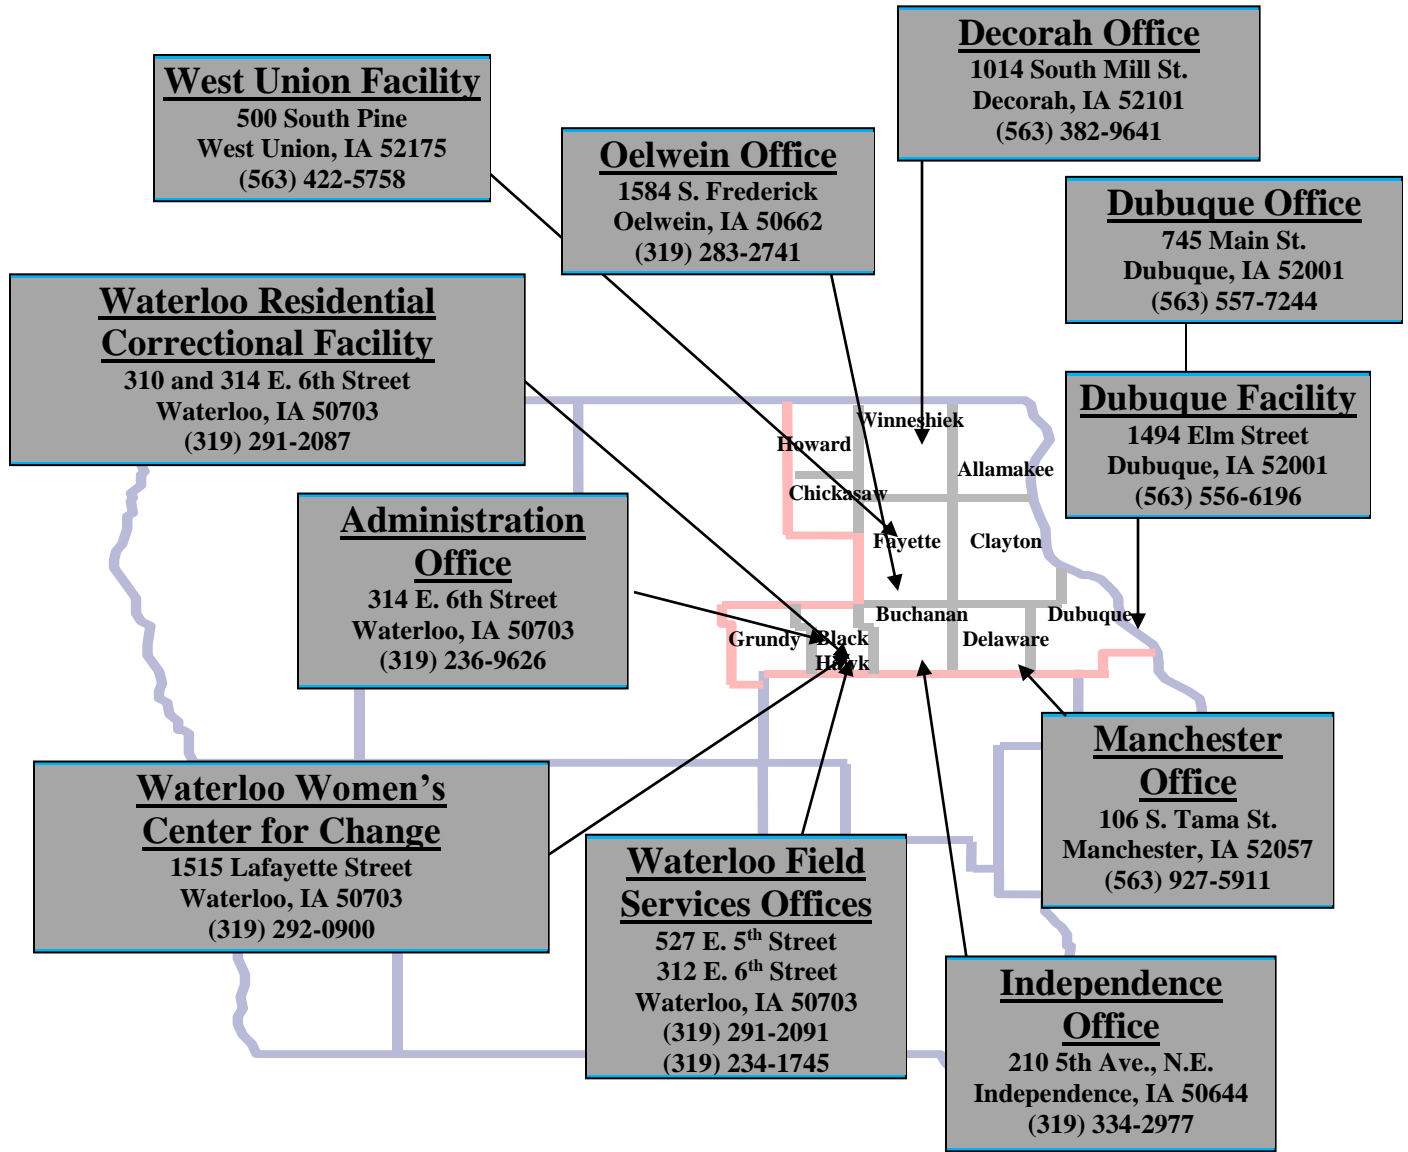 Decorah Office
1014 South Mill St.
Decorah, IA 52101
(563) 382-9641
West Union Facility
500 South Pine
West Union, IA 52175
(563) 422-5758
Oelwein Office
1584 S. Frederick
Oelwein, IA 50662
(319) 283-2741
Dubuque Office
745 Main St.
Dubuque, IA 52001
(563) 557-7244
Waterloo Residential
Correctional Facility
310 and 314 E. 6th Street
Waterloo, IA 50703
(319) 291-2087
Dubuque Facility
1494 Elm Street
Dubuque, IA 52001
(563) 556-6196
Winneshiek
Howard
Allamakee
Chickasaw
Fayette
Clayton
Buchanan
Dubuque
Grundy
Black
Hawk
Delaware
Administration
Office
314 E. 6th Street
Waterloo, IA 50703
(319) 236-9626
Manchester
Office
106 S. Tama St.
Manchester, IA 52057
(563) 927-5911
Waterloo Women’s
Center for Change
1515 Lafayette Street
Waterloo, IA 50703
(319) 292-0900
Waterloo Field
Services Offices
527 E. 5th Street
312 E. 6th Street
Waterloo, IA 50703
(319) 291-2091
(319) 234-1745
Independence
Office
210 5th Ave., N.E.
Independence, IA 50644
(319) 334-2977